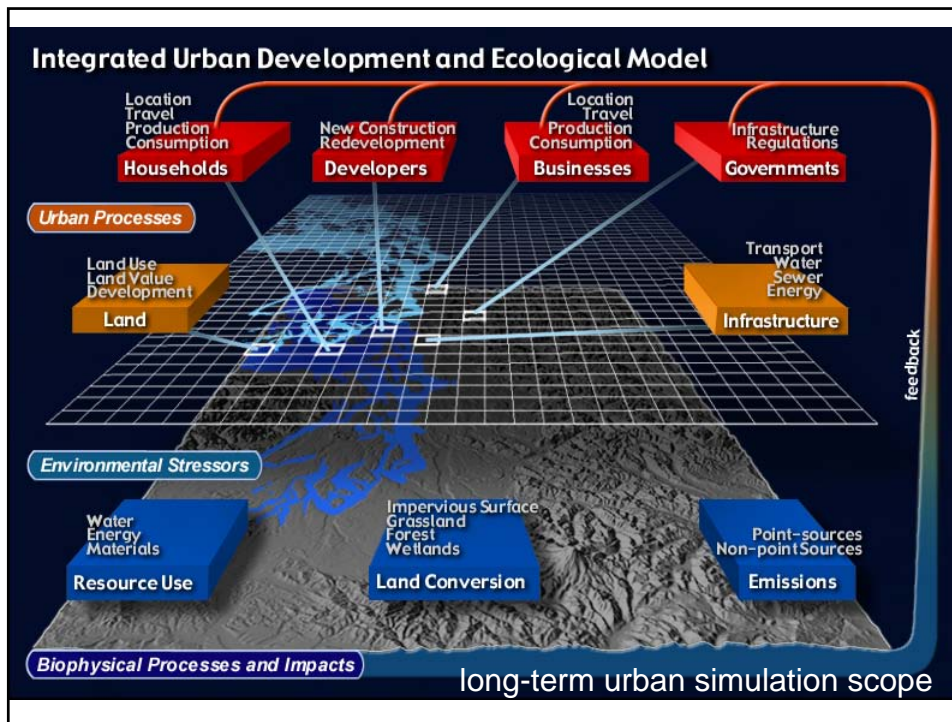 Integrated Urban Development and Ecological Model
Location
Travel
Production
Consumption
Households
New Construction
Redevelopment
Developers
Location
Travel
Production
Consumption
Businesses
Infrastructure
Regulations
Governments
Urban Processes
Land Use
Land Value
Development
Land
Transport
Water
Sewer
Energy
Infrastructure
feedback
Environmental Stressors
Water
Energy
Materials
Resource Use
Impervious Surface
Grassland
Forest
Wetlands
Land Conversion
Point-sources
Non-point Sources
Emissions
Biophysical Processes and Impacts
long-term urban simulation scope